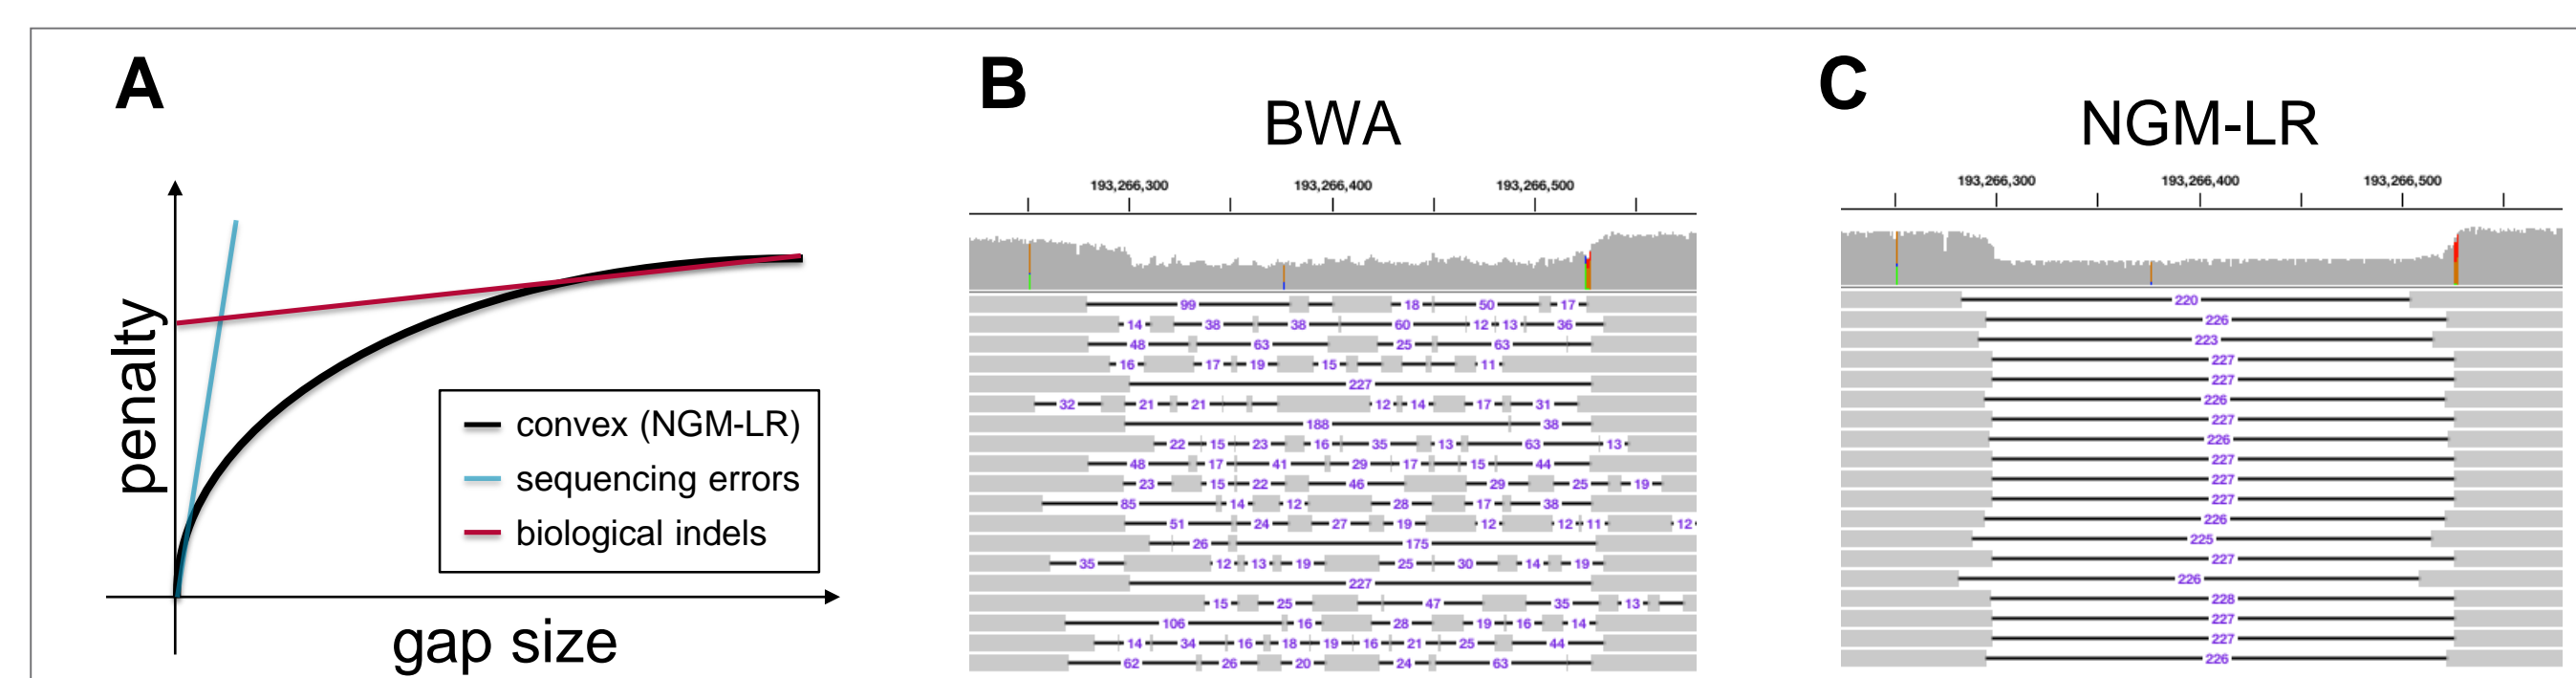 A
penalty
gap size
convex (NGM-LR)
sequencing errors
biological indels
B
BWA
193,266,300 193,266,400 193,266,500
99 18 50 17
14 38 38 60 12 13 36
48 63 25 63
16 17 19 15 11
227
32 21 21 12 14 17 31
188 38
22 15 23 16 35 13 63 13
48 17 41 29 17 15 44
23 15 22 46 29 25 19
85 14 12 28 17 38
51 24 27 19 12 12 11 12
26 175
35 12 13 19 25 30 14 19
227
15 25 47 35 13
106 16 28 19 16 14
14 34 16 18 19 16 21 25 44
62 26 20 24 63
C
NGM-LR
193,266,300 193,266,400 193,266,500
220
226
223
227
227
226
227
226
227
227
227
226
225
227
226
228
227
227
226